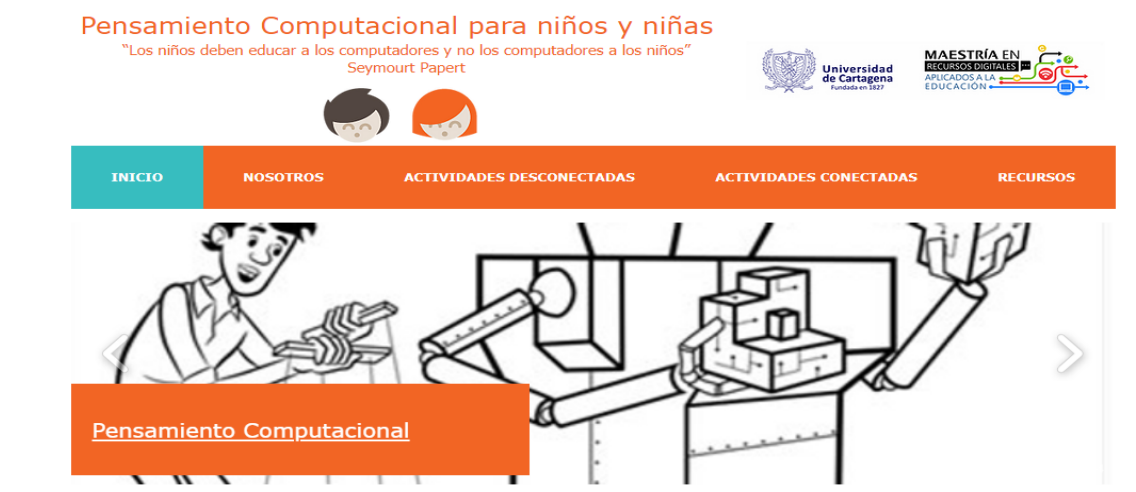 Pensamiento Computacional para niños y niñas
“Los niños deben educar a los computadores y no los computadores a los niños”
Seymourt Papert
Universidad
de Cartagena
Fundada en 1827
MAESTRÍA EN
RECURSOS DIGITALES
APLICADOS A LA
EDUCACIÓN
INICIO NOSOTROS ACTIVIDADES DESCONECTADAS ACTIVIDADES CONECTADAS RECURSOS
Pensamiento Computacional